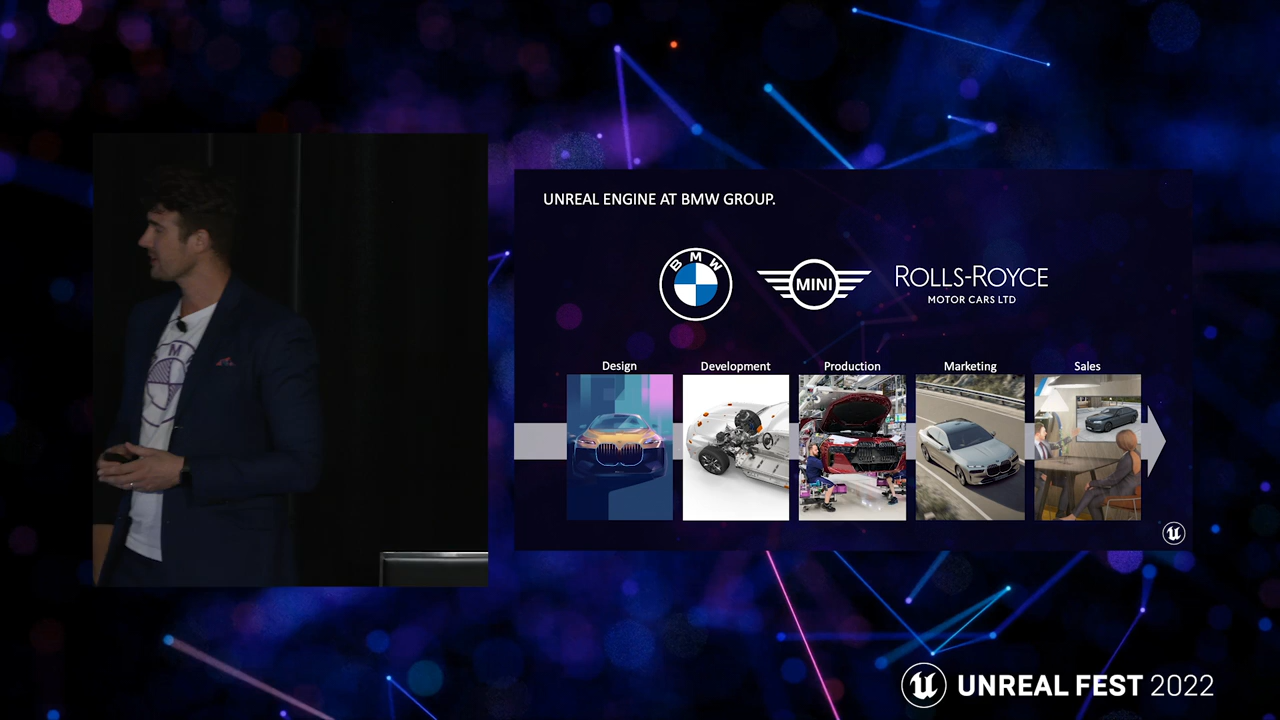 UNREAL ENGINE AT BMW GROUP.
BMW
MINI
ROLLS-ROYCE
MOTOR CARS LTD
Design
Development
Production
Marketing
Sales
UNREAL FEST 2022